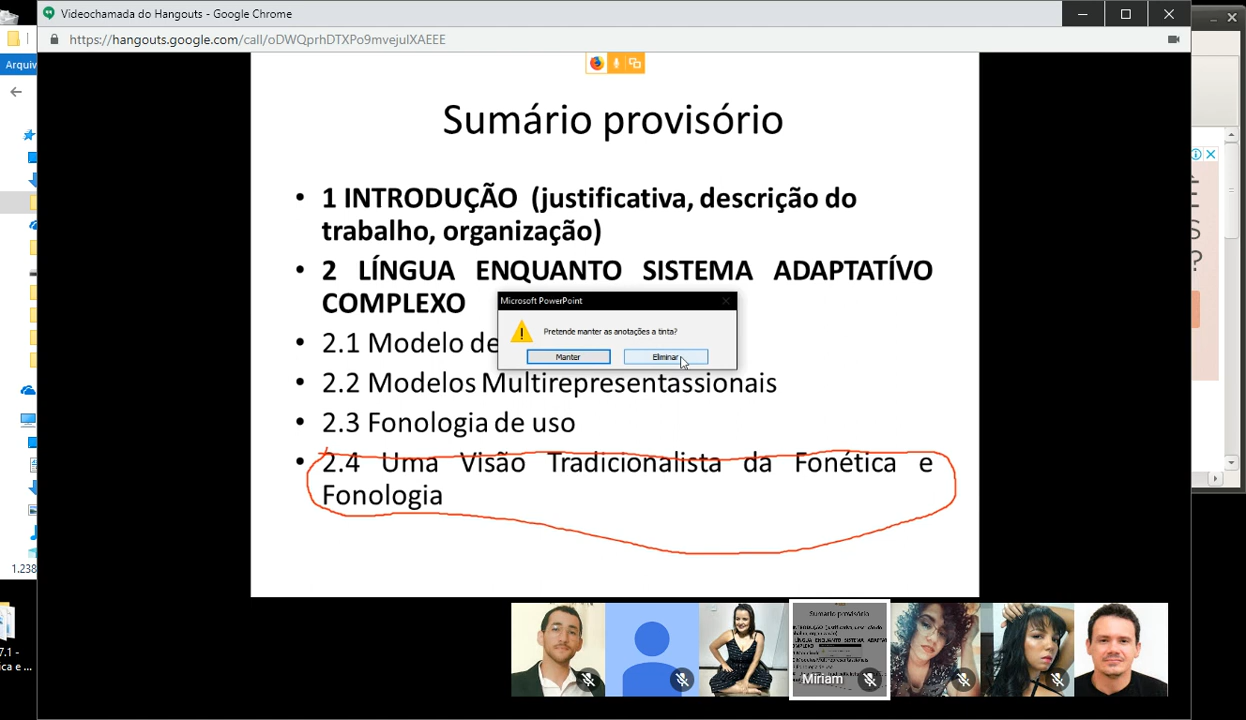 Videochamada do Hangouts - Google Chrome
https://hangouts.google.com/call/oDWQprhDTXPo9mvejulXAEEE
Arquiv
Sumário provisório
• 1 INTRODUÇÃO (justificativa, descrição do
trabalho, organização)
• 2 LÍNGUA ENQUANTO SISTEMA ADAPTATÍVO
COMPLEXO
Microsoft PowerPoint
Pretende manter as anotações a tinta?
Manter Eliminar
• 2.1 Modelo de
• 2.2 Modelos Multirepresentassionais
• 2.3 Fonologia de uso
• 2.4 Uma Visão Tradicionalista da Fonética e
Fonologia
Ê
S
?
1.238
7.1 -
ica e ...
Sumário provisório
Miriam